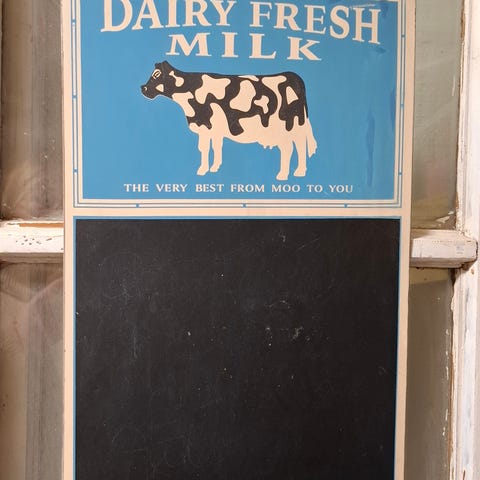 DAIRY FRESH
MILK
THE VERY BEST FROM MOO TO YOU